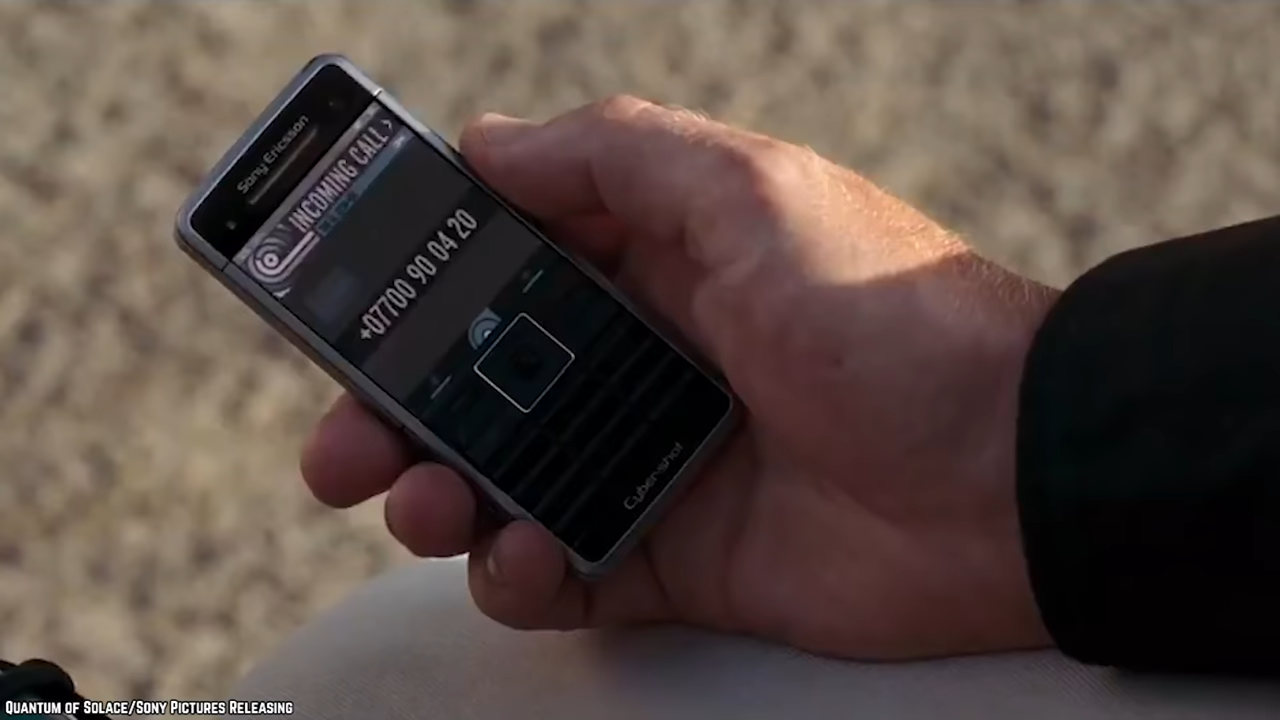 Sony Ericsson
INCOMING CALL
+07700 90 04 20
Cyber-shot
Quantum of Solace/Sony Pictures Releasing